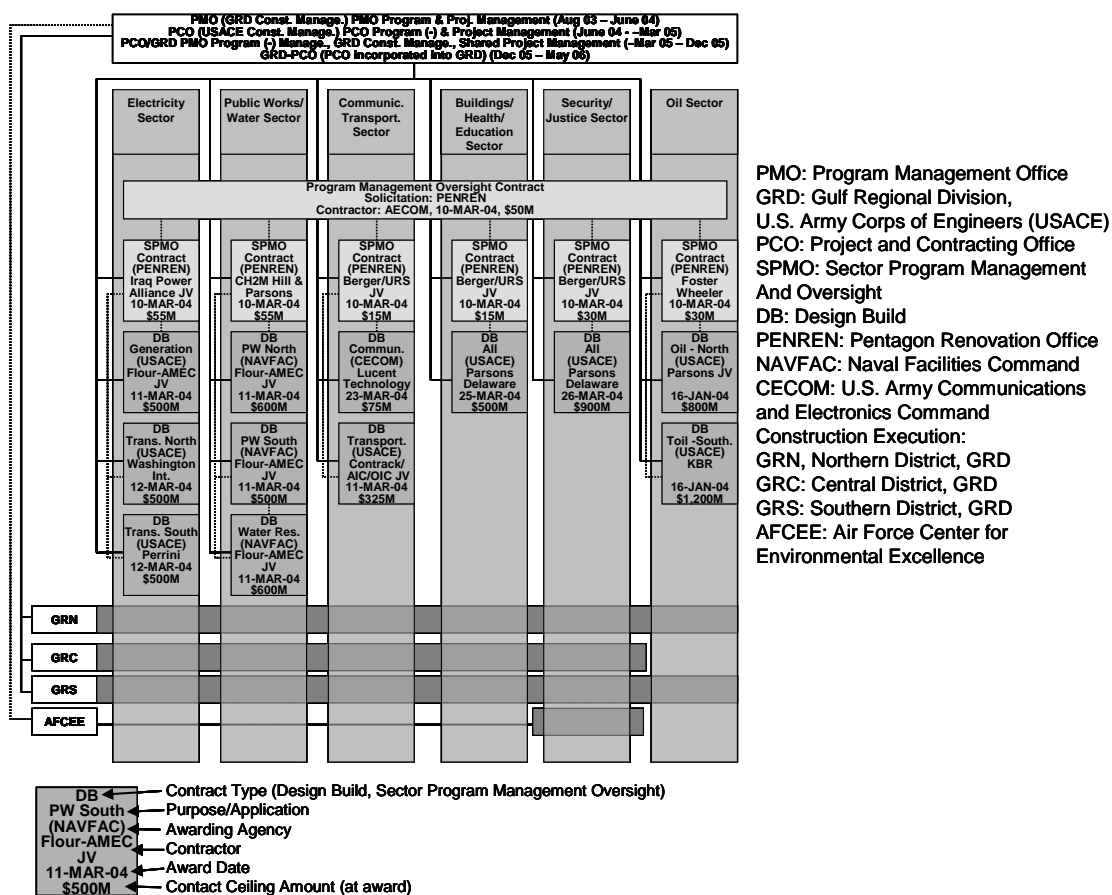 PMO (GRD Const. Manage.) PMO Program & Proj. Management (Aug 03 – June 04)
PCO (USACE Const. Manage.) PCO Program (-) & Project Management (June 04 - ~Mar 05)
PCO/GRD PMO Program (-) Manage., GRD Const. Manage., Shared Project Management (~Mar 05 – Dec 05)
GRD-PCO (PCO Incorporated Into GRD) (Dec 05 – May 06)
Electricity
Sector
Public Works/
Water Sector
Communic.
Transport.
Sector
Buildings/
Health/
Education
Sector
Security/
Justice Sector
Oil Sector
Program Management Oversight Contract
Solicitation: PENREN
Contractor: AECOM, 10-MAR-04, $50M
SPMO
Contract
(PENREN)
Iraq Power
Alliance JV
10-MAR-04
$55M
SPMO
Contract
(PENREN)
CH2M Hill &
Parsons
10-MAR-04
$55M
SPMO
Contract
(PENREN)
Berger/URS
JV
10-MAR-04
$15M
SPMO
Contract
(PENREN)
Berger/URS
JV
10-MAR-04
$15M
SPMO
Contract
(PENREN)
Berger/URS
JV
10-MAR-04
$30M
SPMO
Contract
(PENREN)
Foster
Wheeler
10-MAR-04
$30M
DB
Generation
(USACE)
Flour-AMEC
JV
11-MAR-04
$500M
DB
PW North
(NAVFAC)
Flour-AMEC
JV
11-MAR-04
$600M
DB
Commun.
(CECOM)
Lucent
Technology
23-MAR-04
$75M
DB
All
(USACE)
Parsons
Delaware
25-MAR-04
$500M
DB
All
(USACE)
Parsons
Delaware
26-MAR-04
$900M
DB
Oil - North
(USACE)
Parsons JV
16-JAN-04
$800M
DB
Trans. North
(USACE)
Washington
Int.
12-MAR-04
$500M
DB
PW South
(NAVFAC)
Flour-AMEC
JV
11-MAR-04
$500M
DB
Transport.
(USACE)
Contrack/
AIC/OIC JV
11-MAR-04
$325M
DB
Toil -South.
(USACE)
KBR
16-JAN-04
$1,200M
DB
Trans. South
(USACE)
Perrini
12-MAR-04
$500M
DB
Water Res.
(NAVFAC)
Flour-AMEC
JV
11-MAR-04
$600M
GRN
GRC
GRS
AFCEE
PMO: Program Management Office
GRD: Gulf Regional Division,
U.S. Army Corps of Engineers (USACE)
PCO: Project and Contracting Office
SPMO: Sector Program Management
And Oversight
DB: Design Build
PENREN: Pentagon Renovation Office
NAVFAC: Naval Facilities Command
CECOM: U.S. Army Communications
and Electronics Command
Construction Execution:
GRN, Northern District, GRD
GRC: Central District, GRD
GRS: Southern District, GRD
AFCEE: Air Force Center for
Environmental Excellence
DB
PW South
(NAVFAC)
Flour-AMEC
JV
11-MAR-04
$500M
Contract Type (Design Build, Sector Program Management Oversight)
Purpose/Application
Awarding Agency
Contractor
Award Date
Contact Ceiling Amount (at award)